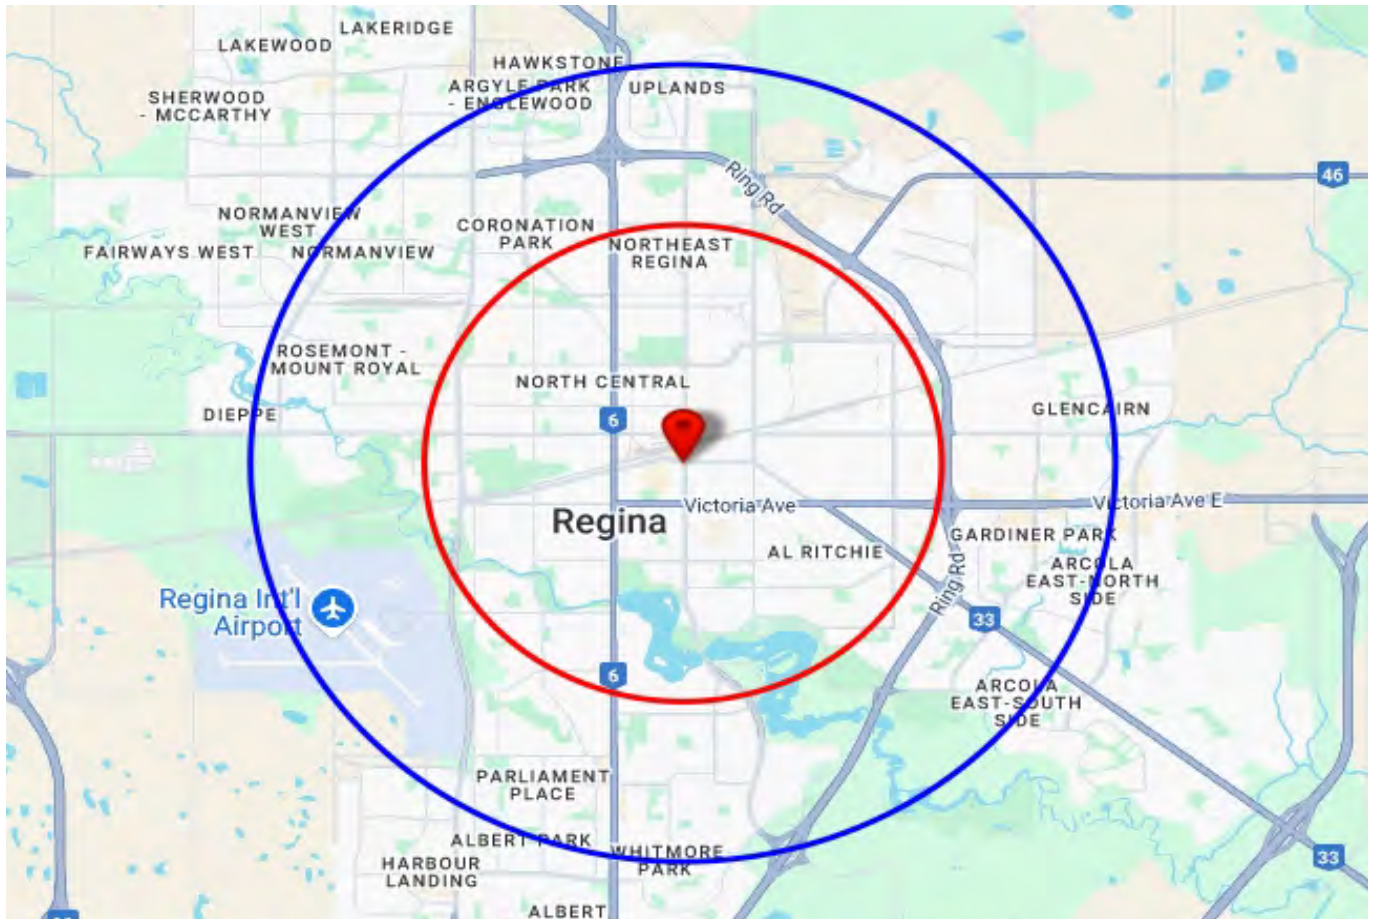 LAKERIDGE
LAKEWOOD
HAWKSTONE
ARGYLE PARK
- ENGLEWOOD
UPLANDS
SHERWOOD
- MCCARTHY
Ring Rd
46
NORMANVIEW
WEST
CORONATION
PARK
NORTHEAST
REGINA
FAIRWAYS WEST
NORMANVIEW
ROSEMONT -
MOUNT ROYAL
NORTH CENTRAL
DIEPPE
6
GLENCAIRN
Victoria Ave
Victoria Ave E
Regina
GARDINER PARK
AL RITCHIE
ARCOLA
EAST-NORTH
SIDE
Ring Rd
Regina Int'l
Airport
33
6
ARCOLA
EAST-SOUTH
SIDE
PARLIAMENT
PLACE
ALBERT PARK
WHITMORE
PARK
33
HARBOUR
LANDING
ALBERT